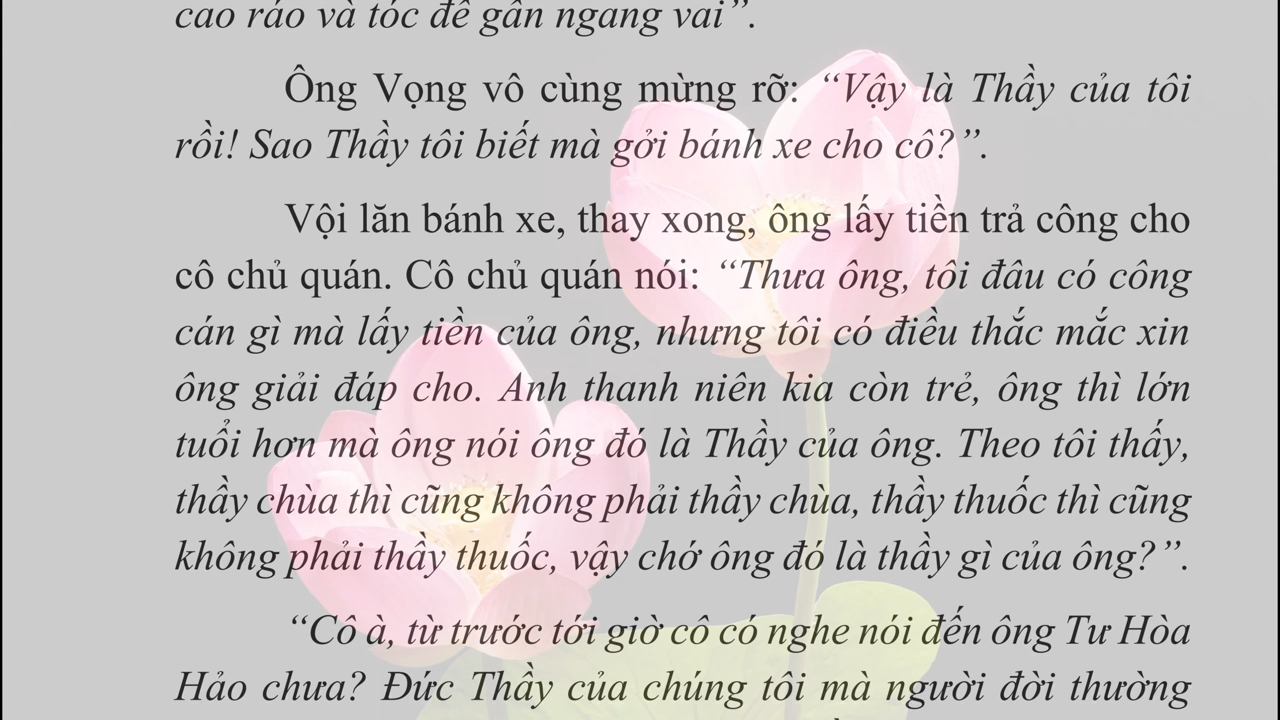 cao ráo và tóc để gần ngang vai”.
Ông Vọng vô cùng mừng rỡ: “Vậy là Thầy của tôi
rồi! Sao Thầy tôi biết mà gởi bánh xe cho cô?”.
Vội lăn bánh xe, thay xong, ông lấy tiền trả công cho
cô chủ quán. Cô chủ quán nói: “Thưa ông, tôi đâu có công
cán gì mà lấy tiền của ông, nhưng tôi có điều thắc mắc xin
ông giải đáp cho. Anh thanh niên kia còn trẻ, ông thì lớn
tuổi hơn mà ông nói ông đó là Thầy của ông. Theo tôi thấy,
thầy chùa thì cũng không phải thầy chùa, thầy thuốc thì cũng
không phải thầy thuốc, vậy chớ ông đó là thầy gì của ông?”.
“Cô à, từ trước tới giờ cô có nghe nói đến ông Tư Hòa
Hảo chưa? Đức Thầy của chúng tôi mà người đời thường